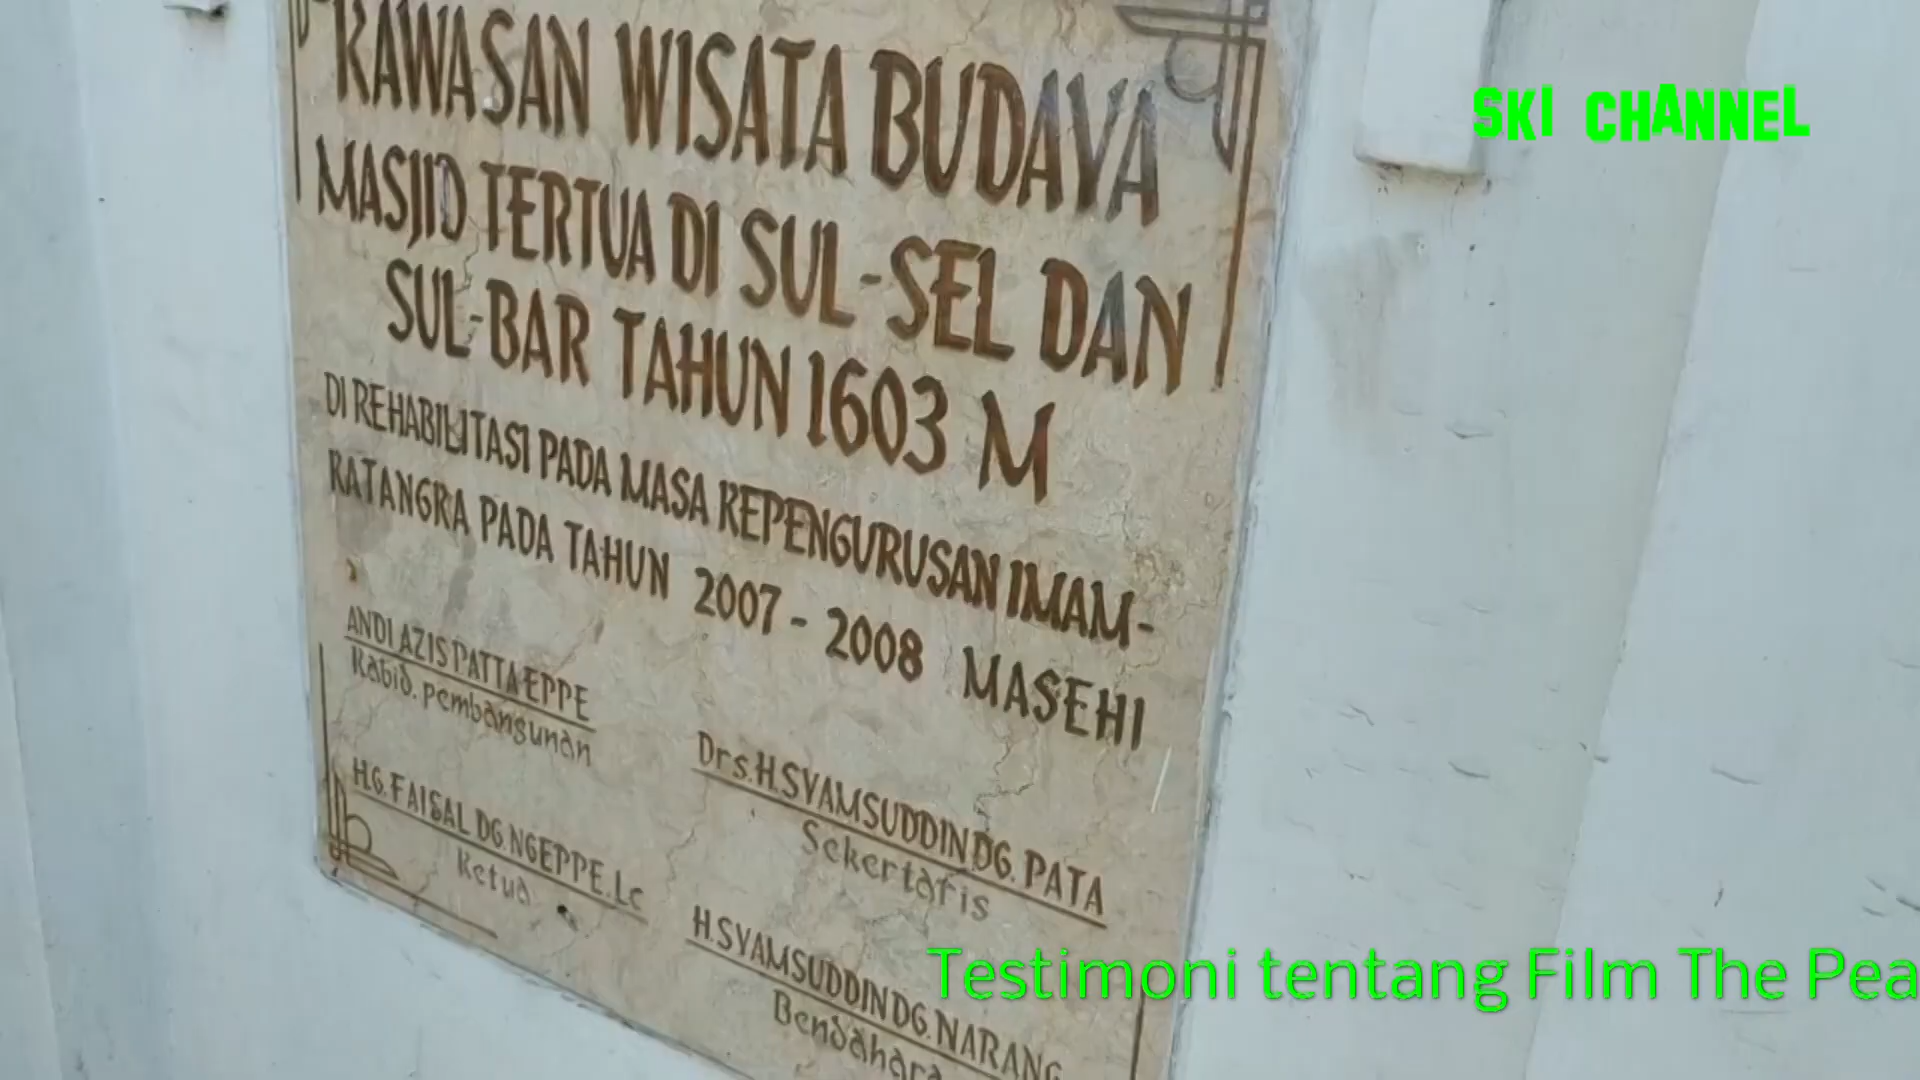 KAWASAN WISATA BUDAYA
SKI CHANNEL
MASJID TERTUA DI SUL-SEL DAN
SUL-BAR TAHUN 1603 M
DI REHABILITASI PADA MASA KEPENGURUSAN IMAM-
KATANGKA PADA TAHUN 2007 - 2008 MASEHI
ANDI AZIS PATTA EPPE
Kabid. pembangunan
Drs.H.SYAMSUDDIN DG. PATA
Sekertaris
H.G. FAISAL DG.NGEPPE.Lc
Ketua
H.SYAMSUDDIN DG.NARANG
Bendahara
Testimoni tentang Film The Pea